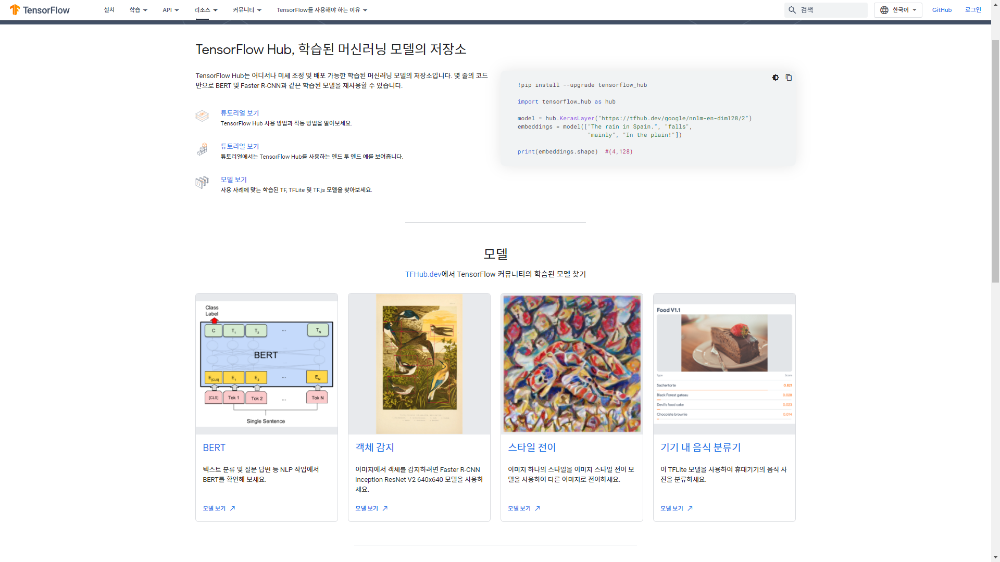 TensorFlow
설치
학습
API
리소스
커뮤니티
TensorFlow를 사용해야 하는 이유
검색
한국어
GitHub
로그인
TensorFlow Hub, 학습된 머신러닝 모델의 저장소
TensorFlow Hub는 어디서나 미세 조정 및 배포 가능한 학습된 머신러닝 모델의 저장소입니다. 몇 줄의 코드
만으로 BERT 및 Faster R-CNN과 같은 학습된 모델을 재사용할 수 있습니다.
튜토리얼 보기
TensorFlow Hub 사용 방법과 작동 방법을 알아보세요.
튜토리얼 보기
튜토리얼에서는 TensorFlow Hub를 사용하는 엔드 투 엔드 예를 보여줍니다.
모델 보기
사용 사례에 맞는 학습된 TF, TFLite 및 TF.js 모델을 찾아보세요.
!pip install --upgrade tensorflow_hub
import tensorflow_hub as hub
model = hub.KerasLayer("https://tfhub.dev/google/nnlm-en-dim128/2")
embeddings = model(["The rain in Spain.", "falls",
"mainly", "In the plain!"])
print(embeddings.shape)  #(4,128)
모델
TFHub.dev에서 TensorFlow 커뮤니티의 학습된 모델 찾기
Class
Label
C T1 T2 ... TN
BERT
E[CLS] E1 E2 ... EN
[CLS] Tok 1 Tok 2 ... Tok N
Single Sentence
BERT
텍스트 분류 및 질문 답변 등 NLP 작업에서
BERT를 확인해 보세요.
모델 보기
객체 감지
이미지에서 객체를 감지하려면 Faster R-CNN
Inception ResNet V2 640x640 모델을 사용하
세요.
모델 보기
스타일 전이
이미지 하나의 스타일을 이미지 스타일 전이 모
델을 사용하여 다른 이미지로 전이하세요.
모델 보기
Food V1.1
Type Score
Sachertorte 0.821
Black Forest gateau 0.028
Devil's food cake 0.023
Chocolate brownie 0.014
기기 내 음식 분류기
이 TFLite 모델을 사용하여 휴대기기의 음식 사
진을 분류하세요.
모델 보기